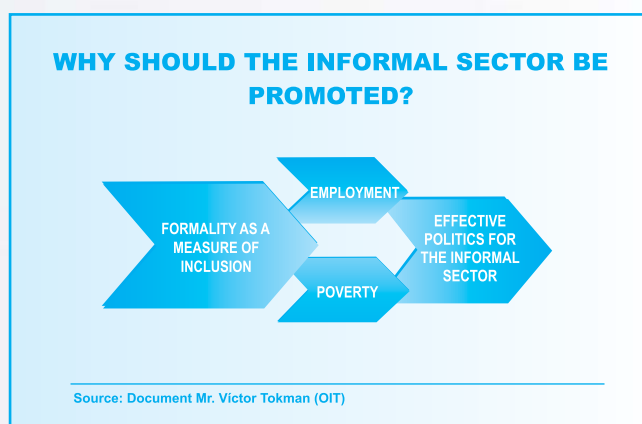 WHY SHOULD THE INFORMAL SECTOR BE
PROMOTED?
FORMALITY AS A
MEASURE OF
INCLUSION
EMPLOYMENT
POVERTY
EFFECTIVE
POLITICS FOR
THE INFORMAL
SECTOR
Source: Document Mr. Victor Tokman (OIT)